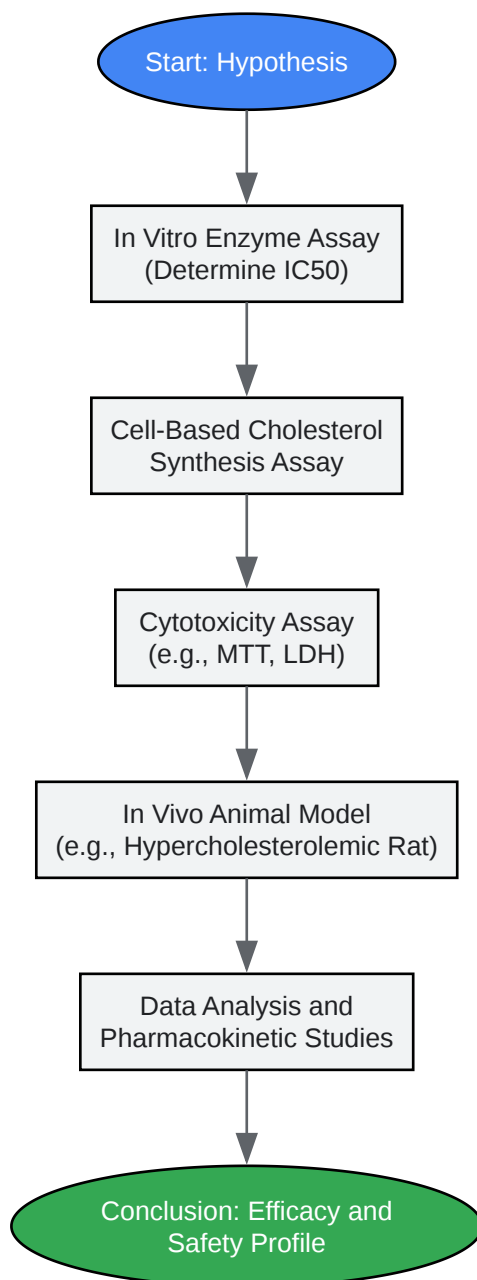 Start: Hypothesis
In Vitro Enzyme Assay
(Determine IC50)
Cell-Based Cholesterol
Synthesis Assay
Cytotoxicity Assay
(e.g., MTT, LDH)
In Vivo Animal Model
(e.g., Hypercholesterolemic Rat)
Data Analysis and
Pharmacokinetic Studies
Conclusion: Efficacy and
Safety Profile